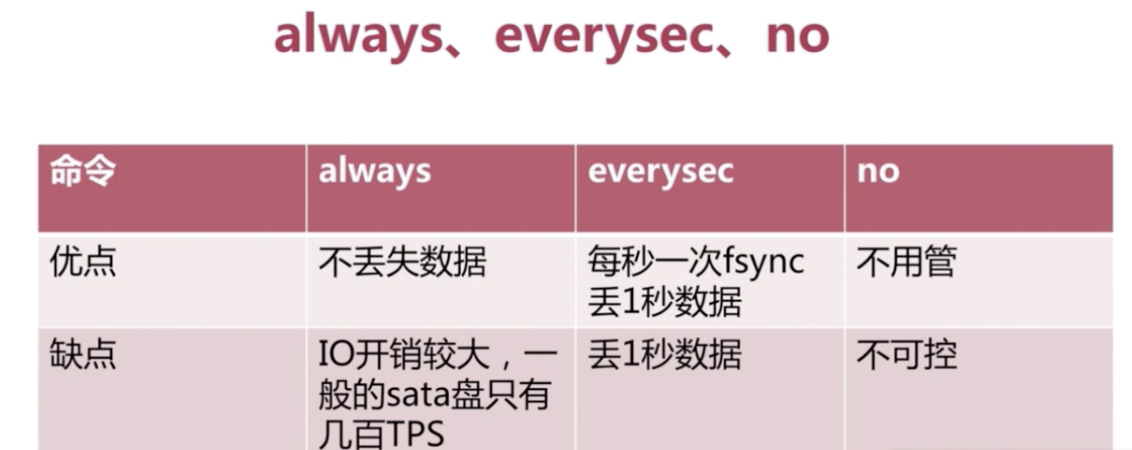 always、everysec、no
命令 always everysec no
优点 不丢失数据 每秒一次fsync 不用管
丢1秒数据
缺点 IO开销较大，一 丢1秒数据 不可控
般的sata盘只有
几百TPS